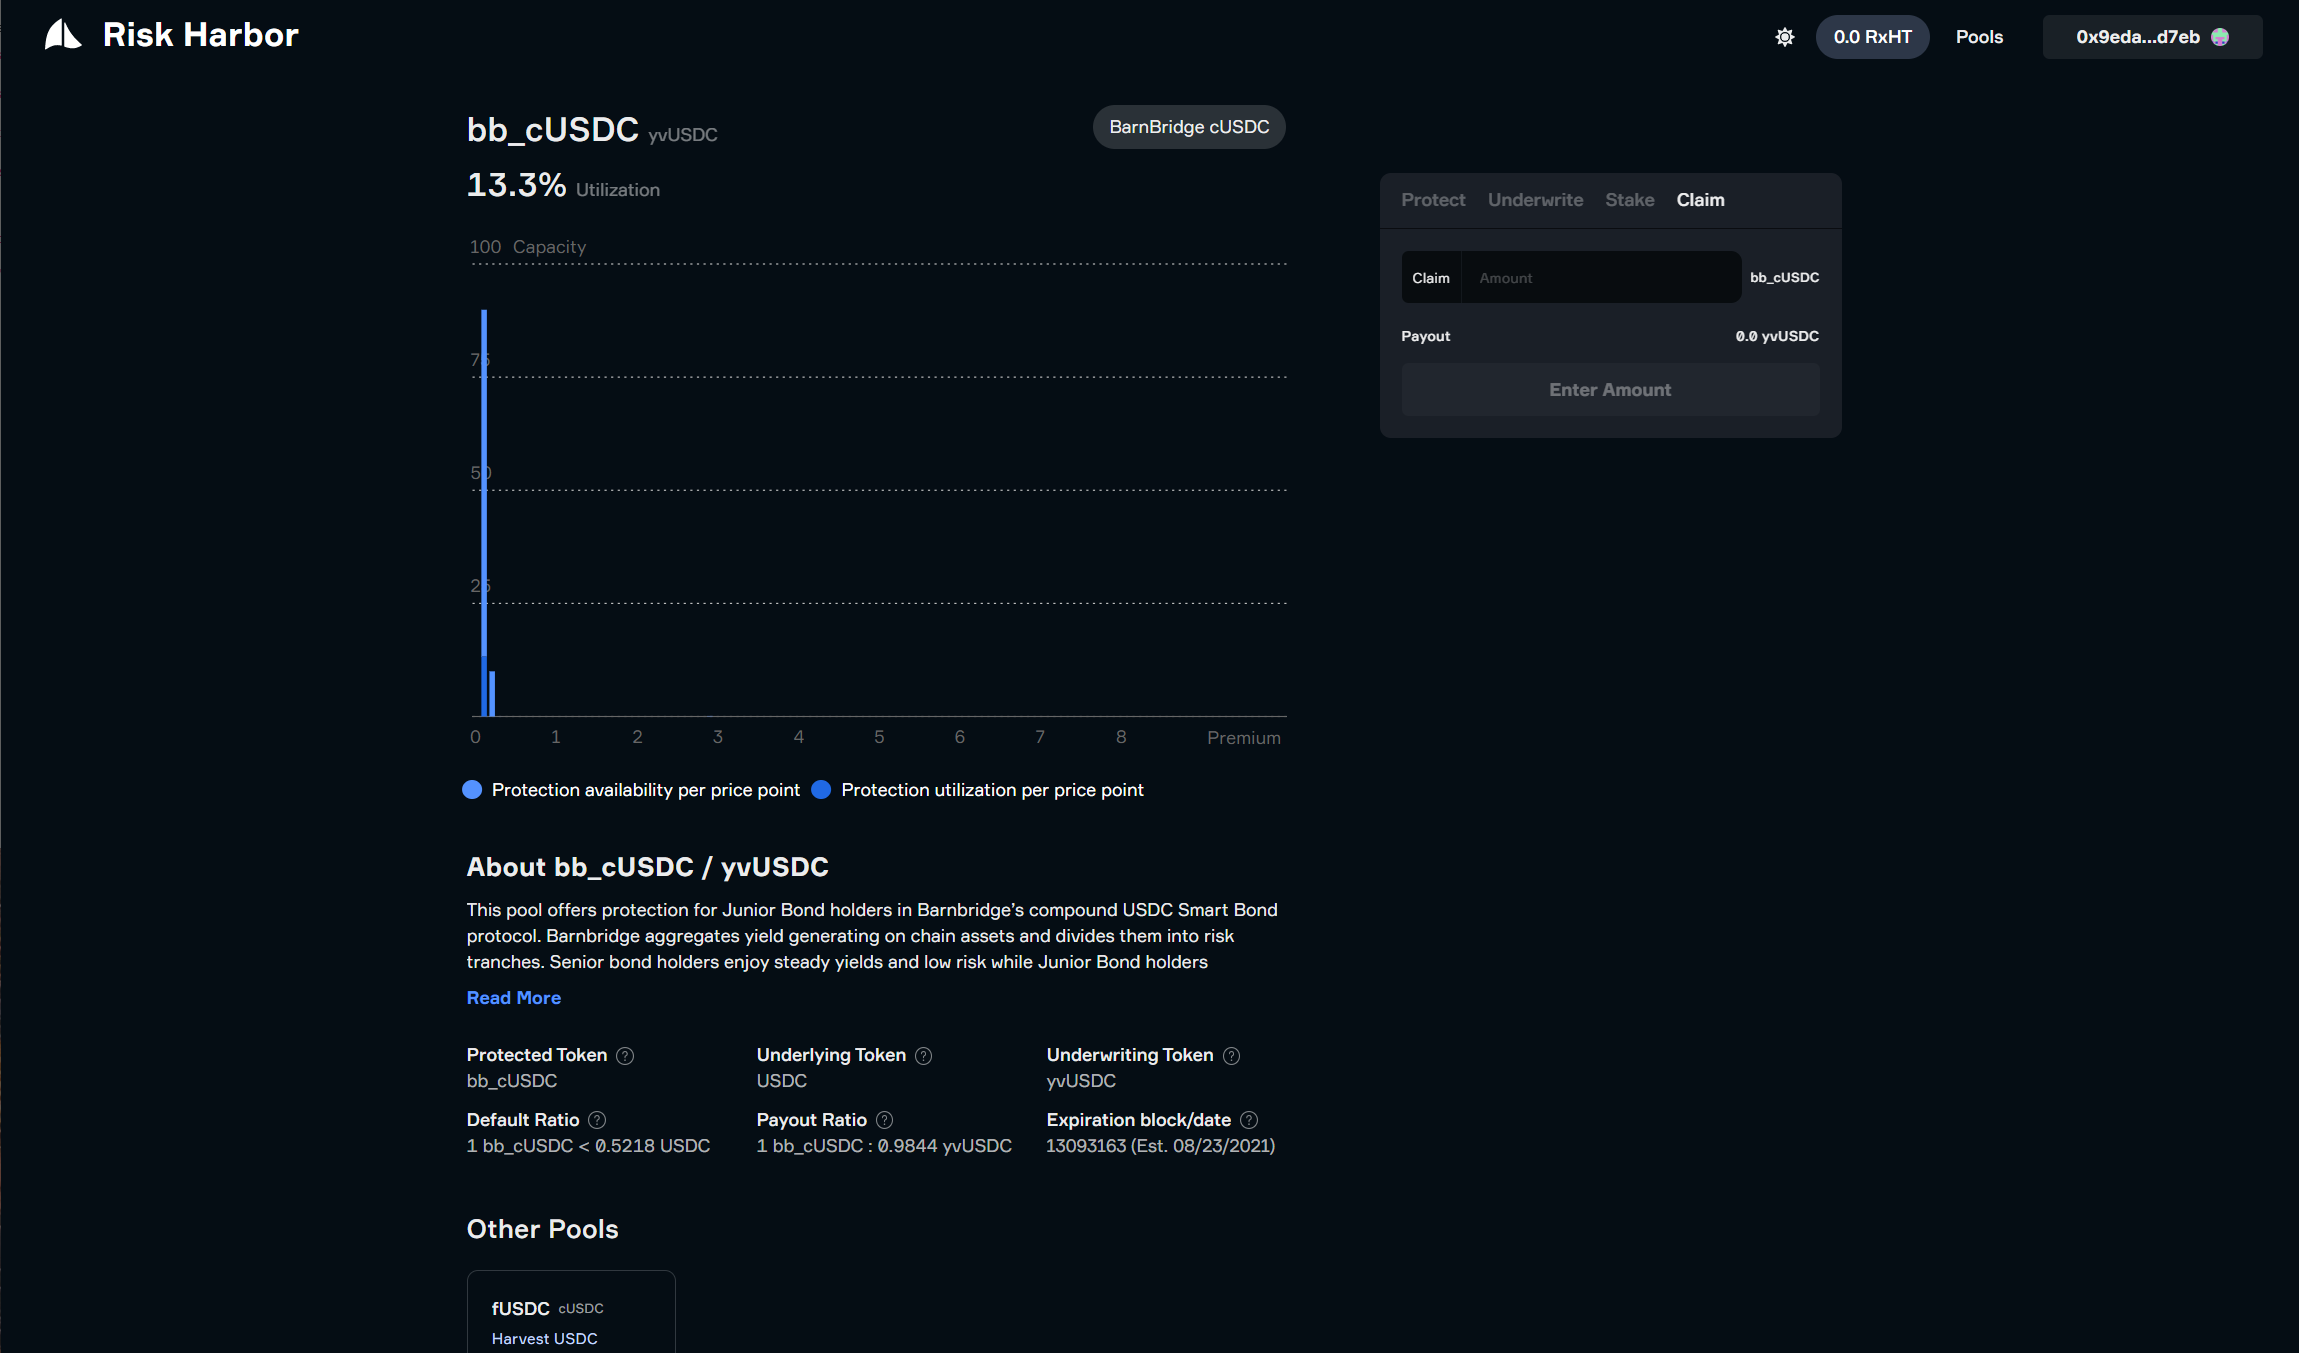 Risk Harbor
0.0 RxHT
Pools
0x9eda...d7eb
bb_cUSDC yvUSDC
BarnBridge cUSDC
13.3% Utilization
Protect Underwrite Stake Claim
Claim Amount bb_cUSDC
Payout 0.0 yvUSDC
Enter Amount
100 Capacity
75
50
25
0 1 2 3 4 5 6 7 8 Premium
Protection availability per price point Protection utilization per price point
About bb_cUSDC / yvUSDC
This pool offers protection for Junior Bond holders in Barnbridge’s compound USDC Smart Bond
protocol. Barnbridge aggregates yield generating on chain assets and divides them into risk
tranches. Senior bond holders enjoy steady yields and low risk while Junior Bond holders
Read More
Protected Token ? Underlying Token ? Underwriting Token ?
bb_cUSDC USDC yvUSDC
Default Ratio ? Payout Ratio ? Expiration block/date ?
1 bb_cUSDC < 0.5218 USDC 1 bb_cUSDC : 0.9844 yvUSDC 13093163 (Est. 08/23/2021)
Other Pools
fUSDC cUSDC
Harvest USDC